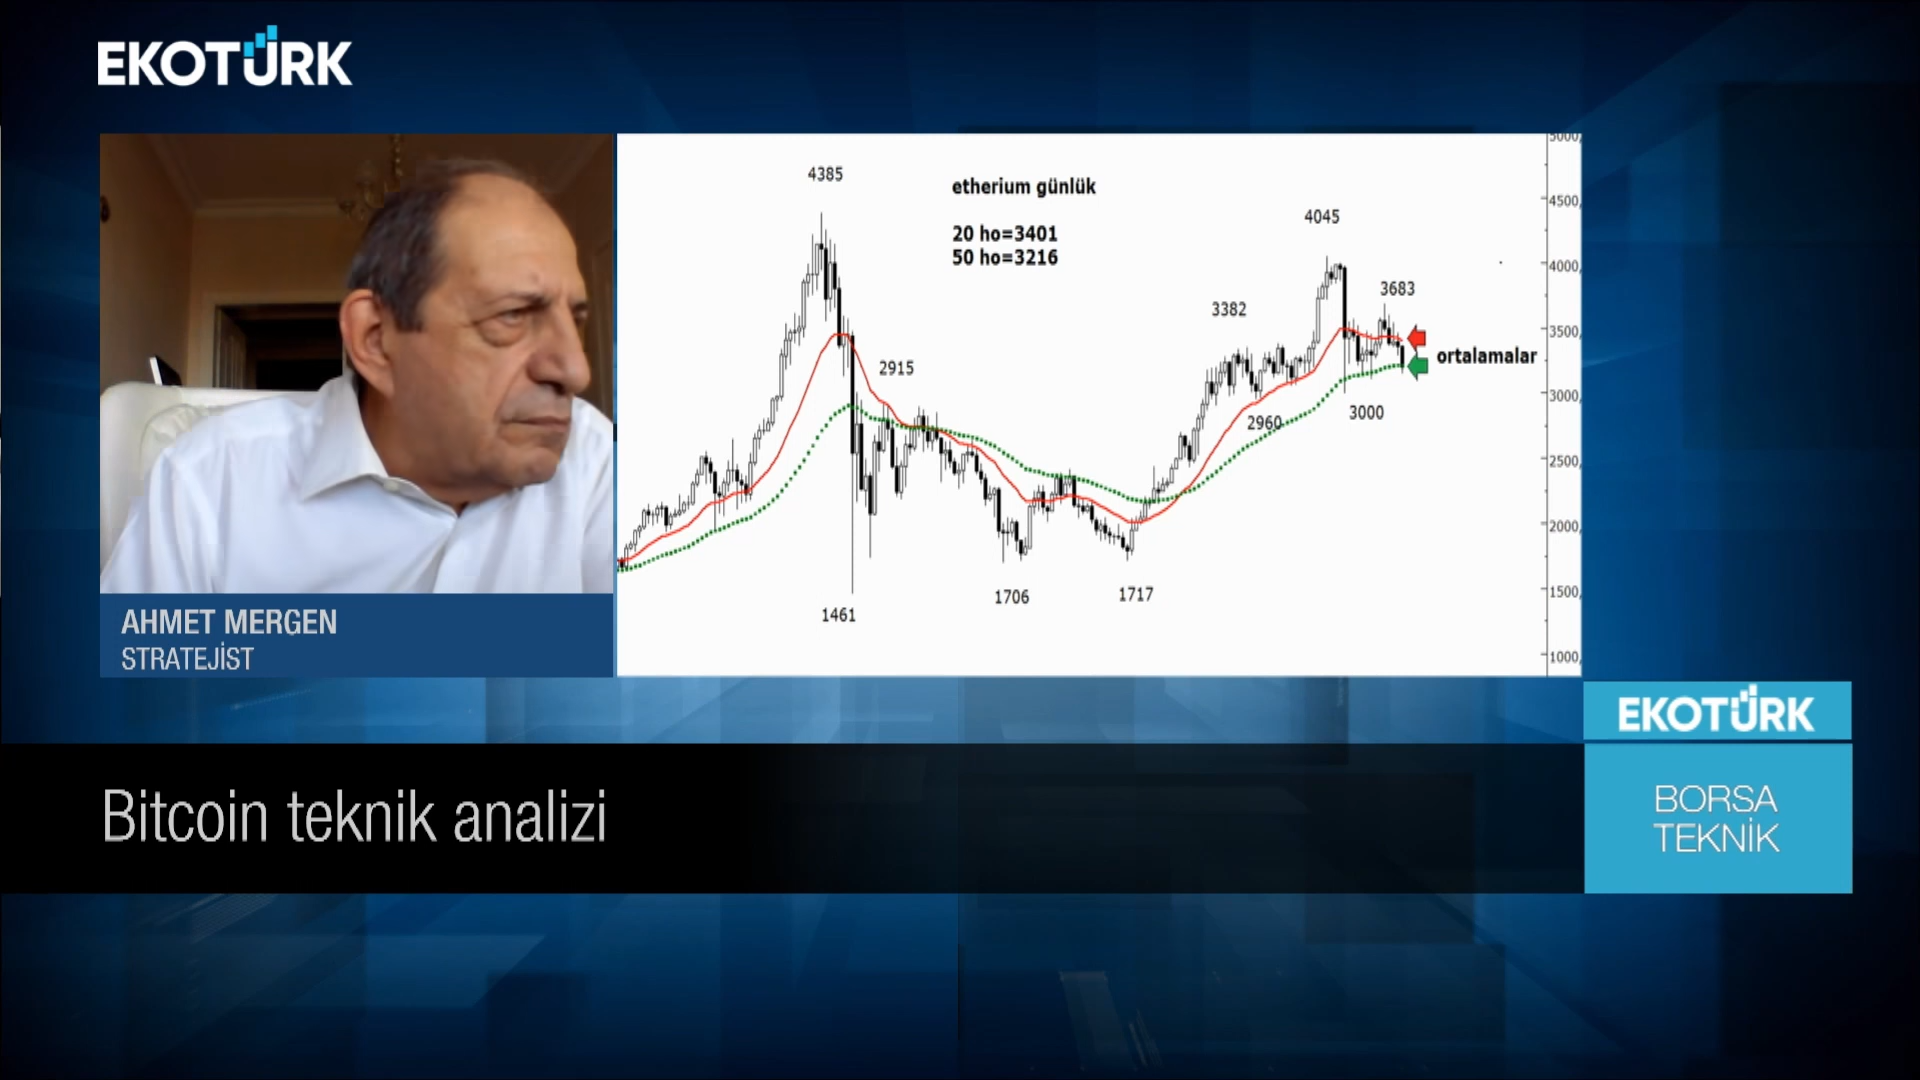 EKOTÜRK
4385
etherium günlük
20 ho=3401
50 ho=3216
4045
3683
3382
ortalamalar
2915
3000
2960
1706
1717
1461
5000,
4500,
4000,
3500,
3000,
2500,
2000,
1500,
1000,
AHMET MERGEN
STRATEJİST
EKOTÜRK
Bitcoin teknik analizi
BORSA
TEKNİK